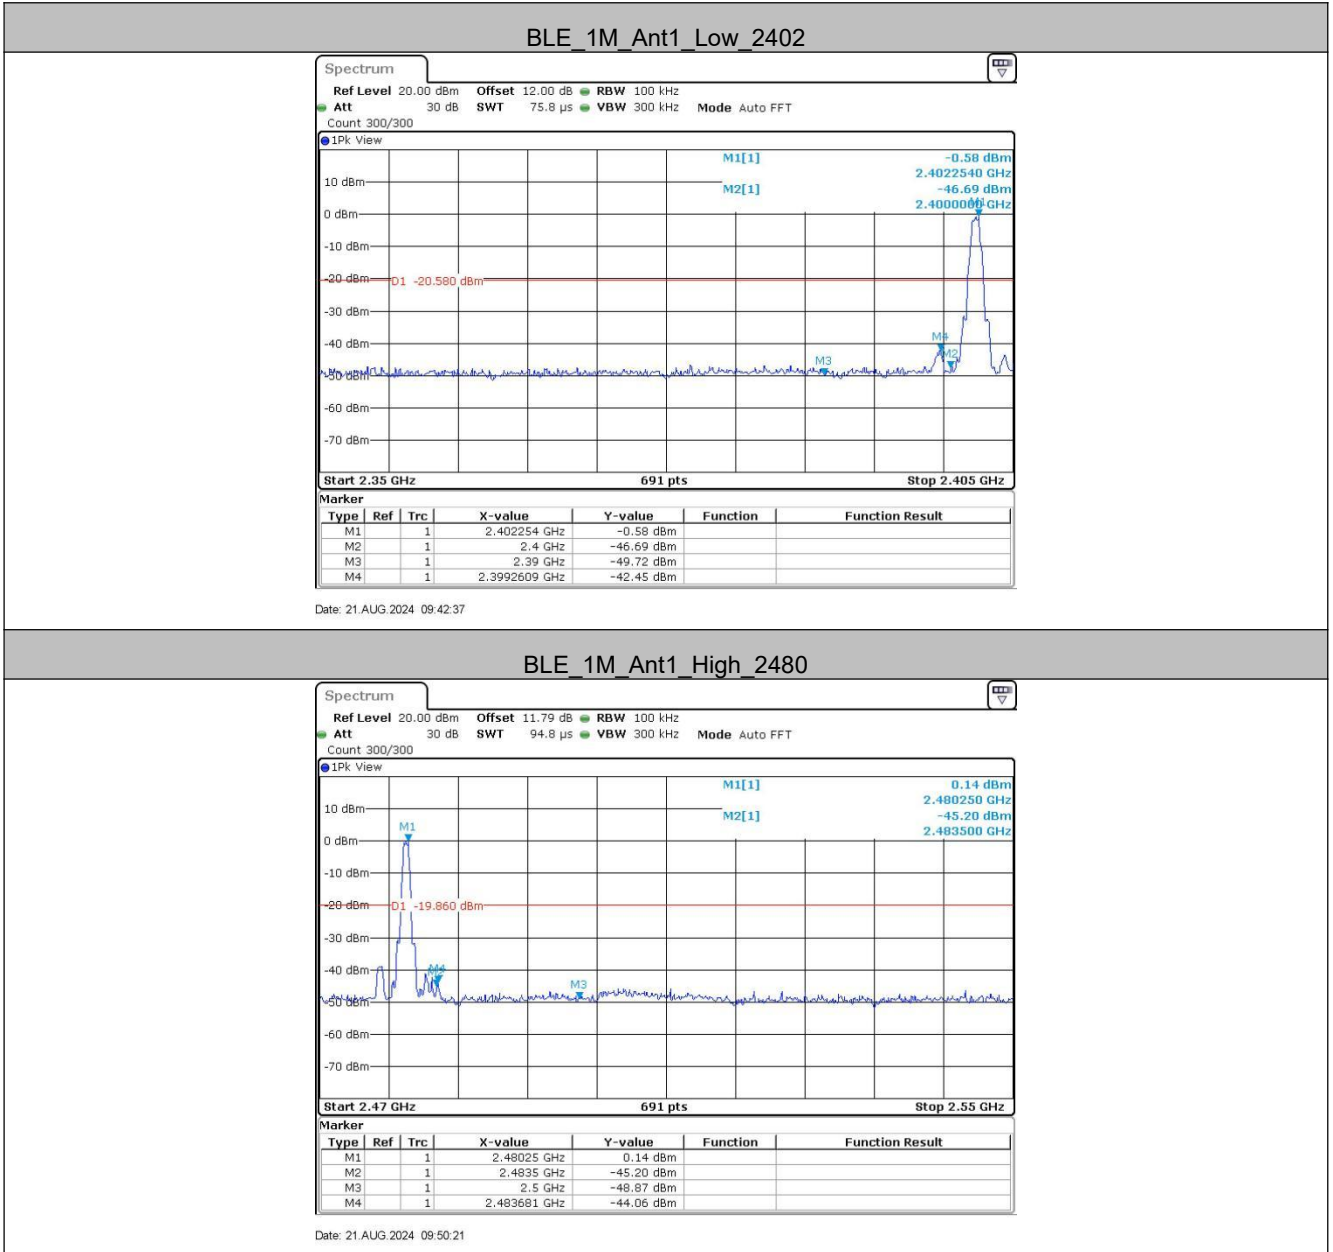 BLE_1M_Ant1_Low_2402
Spectrum
Ref Level 20.00 dBm Offset 12.00 dB RBW 100 kHz
Att 30 dB SWT 75.8 µs VBW 300 kHz Mode Auto FFT
Count 300/300
1Pk View
M1[1] -0.58 dBm
2.4022540 GHz
10 dBm
M2[1] -46.69 dBm
2.4000000 GHz
M1
0 dBm
-10 dBm
-20 dBm
D1 -20.580 dBm
-30 dBm
-40 dBm
M4
M2
M3
-50 dBm
-60 dBm
-70 dBm
Start 2.35 GHz 691 pts Stop 2.405 GHz
Marker
Type Ref Trc X-value Y-value Function Function Result
M1 1 2.402254 GHz -0.58 dBm
M2 1 2.4 GHz -46.69 dBm
M3 1 2.39 GHz -49.72 dBm
M4 1 2.3992609 GHz -42.45 dBm
Date: 21.AUG.2024 09:42:37
BLE_1M_Ant1_High_2480
Spectrum
Ref Level 20.00 dBm Offset 11.79 dB RBW 100 kHz
Att 30 dB SWT 94.8 µs VBW 300 kHz Mode Auto FFT
Count 300/300
1Pk View
M1[1] 0.14 dBm
2.480250 GHz
10 dBm
M2[1] -45.20 dBm
2.483500 GHz
M1
0 dBm
-10 dBm
-20 dBm
D1 -19.860 dBm
-30 dBm
-40 dBm
M4
M3
-50 dBm
-60 dBm
-70 dBm
Start 2.47 GHz 691 pts Stop 2.55 GHz
Marker
Type Ref Trc X-value Y-value Function Function Result
M1 1 2.48025 GHz 0.14 dBm
M2 1 2.4835 GHz -45.20 dBm
M3 1 2.5 GHz -48.87 dBm
M4 1 2.483681 GHz -44.06 dBm
Date: 21.AUG.2024 09:50:21